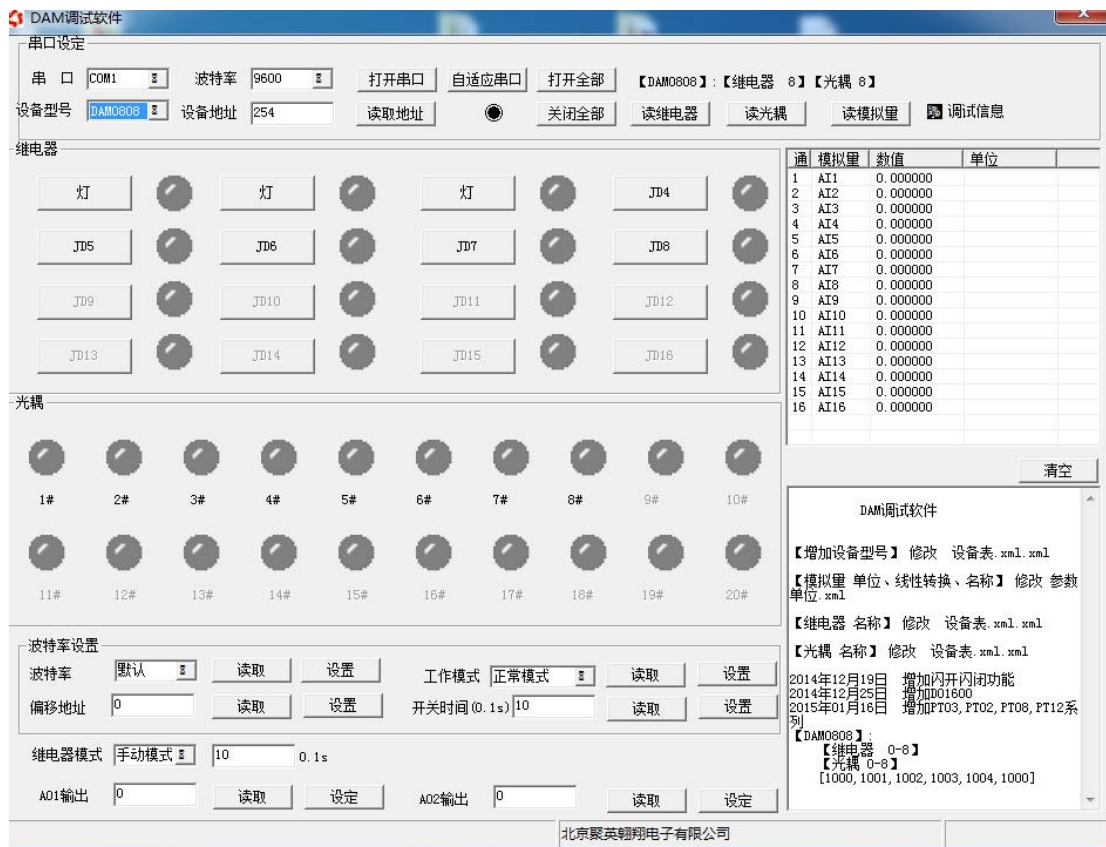 DAM调试软件
串口设定
串 口 COM1 波特率 9600 打开串口 自适应串口 打开全部 【DAM0808】:【继电器 8】【光耦 8】
设备型号 DAM0808 设备地址 254 读取地址 关闭全部 读继电器 读光耦 读模拟量 调试信息
继电器
灯 灯 灯 JD4
JD5 JD6 JD7 JD8
JD9 JD10 JD11 JD12
JD13 JD14 JD15 JD16
通 模拟量 数值 单位
1 AI1 0.000000
2 AI2 0.000000
3 AI3 0.000000
4 AI4 0.000000
5 AI5 0.000000
6 AI6 0.000000
7 AI7 0.000000
8 AI8 0.000000
9 AI9 0.000000
10 AI10 0.000000
11 AI11 0.000000
12 AI12 0.000000
13 AI13 0.000000
14 AI14 0.000000
15 AI15 0.000000
16 AI16 0.000000
光耦
1# 2# 3# 4# 5# 6# 7# 8# 9# 10#
11# 12# 13# 14# 15# 16# 17# 18# 19# 20#
清空
DAM调试软件
【增加设备型号】 修改 设备表.xml.xml
【模拟量 单位、线性转换、名称】 修改 参数
单位.xml
【继电器 名称】 修改 设备表.xml.xml
【光耦 名称】 修改 设备表.xml.xml
2014年12月19日 增加闪开闪闭功能
2014年12月25日 增加DO1600
2015年01月16日 增加PT03,PT02,PT08,PT12系
列
【DAM0808】:
【继电器 0-8】
【光耦 0-8】
[1000,1001,1002,1003,1004,1000]
波特率设置
波特率 默认 读取 设置 工作模式 正常模式 读取 设置
偏移地址 0 读取 设置 开关时间(0.1s) 10 读取 设置
继电器模式 手动模式 10 0.1s
AO1输出 0 读取 设定 AO2输出 0 读取 设定
北京聚英翱翔电子有限公司